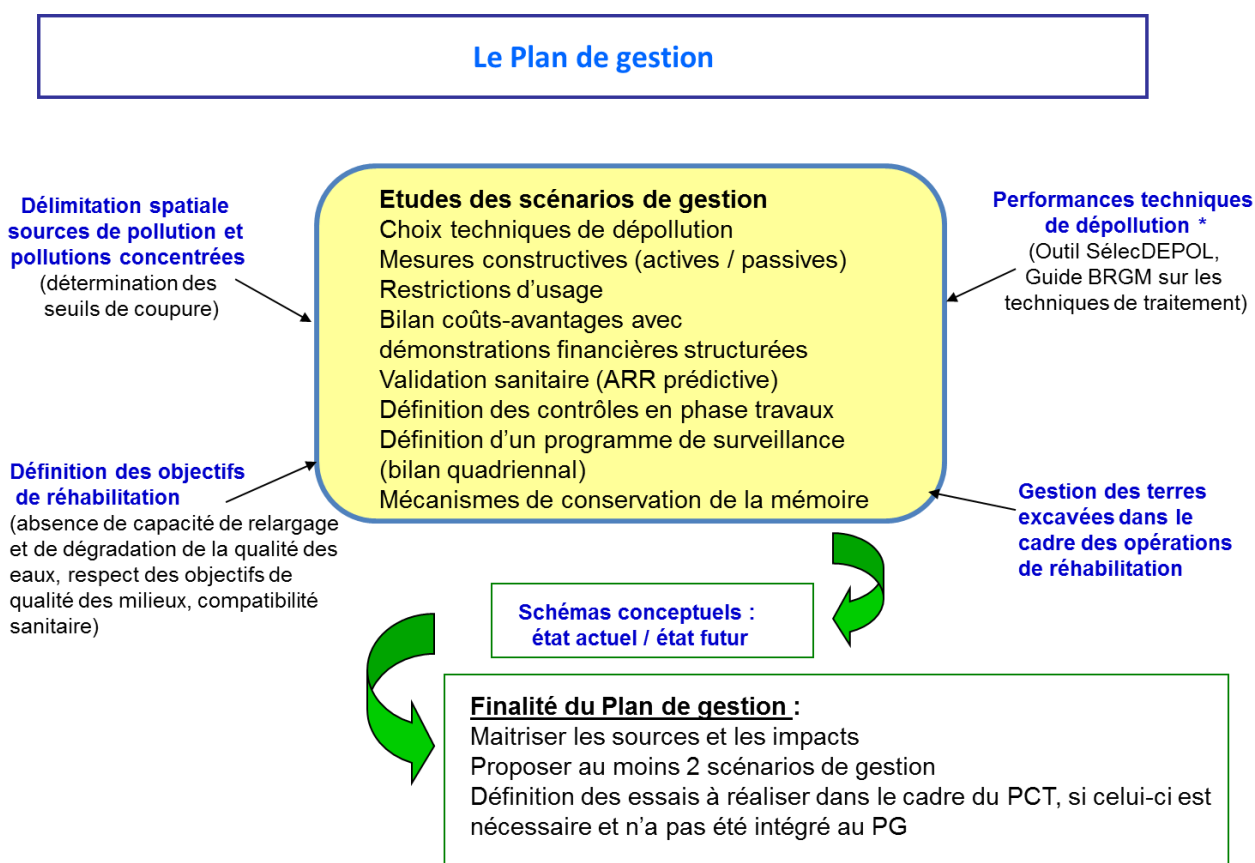 Le Plan de gestion
Délimitation spatiale
sources de pollution et
pollutions concentrées
(détermination des
seuils de coupure)
Définition des objectifs
de réhabilitation
(absence de capacité de relargage
et de dégradation de la qualité des
eaux, respect des objectifs de
qualité des milieux, compatibilité
sanitaire)
Etudes des scénarios de gestion
Choix techniques de dépollution
Mesures constructives (actives / passives)
Restrictions d’usage
Bilan coûts-avantages avec
démonstrations financières structurées
Validation sanitaire (ARR prédictive)
Définition des contrôles en phase travaux
Définition d’un programme de surveillance
(bilan quadriennal)
Mécanismes de conservation de la mémoire
Performances techniques
de dépollution *
(Outil SélecDEPOL,
Guide BRGM sur les
techniques de traitement)
Gestion des terres
excavées dans le
cadre des opérations
de réhabilitation
Schémas conceptuels :
état actuel / état futur
Finalité du Plan de gestion :
Maitriser les sources et les impacts
Proposer au moins 2 scénarios de gestion
Définition des essais à réaliser dans le cadre du PCT, si celui-ci est
nécessaire et n’a pas été intégré au PG